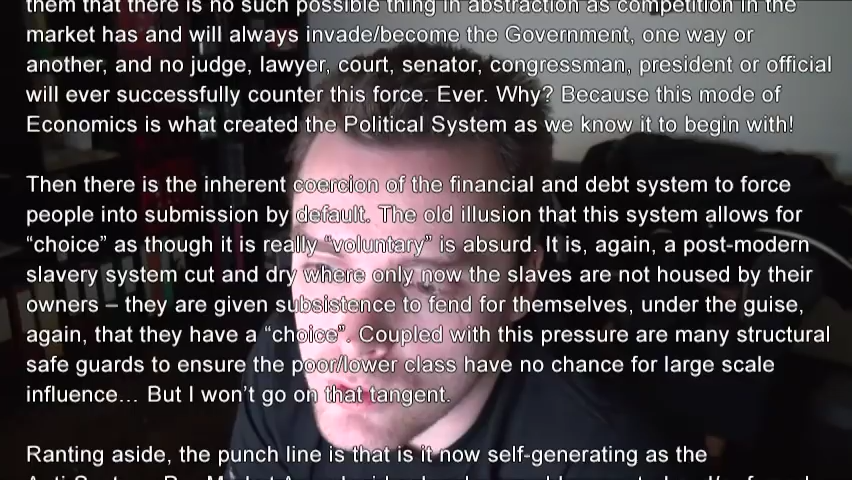 them that there is no such possible thing in abstraction as competition in the
market has and will always invade/become the Government, one way or
another, and no judge, lawyer, court, senator, congressman, president or official
will ever successfully counter this force. Ever. Why? Because this mode of
Economics is what created the Political System as we know it to begin with!
Then there is the inherent coercion of the financial and debt system to force
people into submission by default. The old illusion that this system allows for
“choice” as though it is really “voluntary” is absurd. It is, again, a post-modern
slavery system cut and dry where only now the slaves are not housed by their
owners – they are given subsistence to fend for themselves, under the guise,
again, that they have a “choice”. Coupled with this pressure are many structural
safe guards to ensure the poor/lower class have no chance for large scale
influence… But I won’t go on that tangent.
Ranting aside, the punch line is that is it now self-generating as the